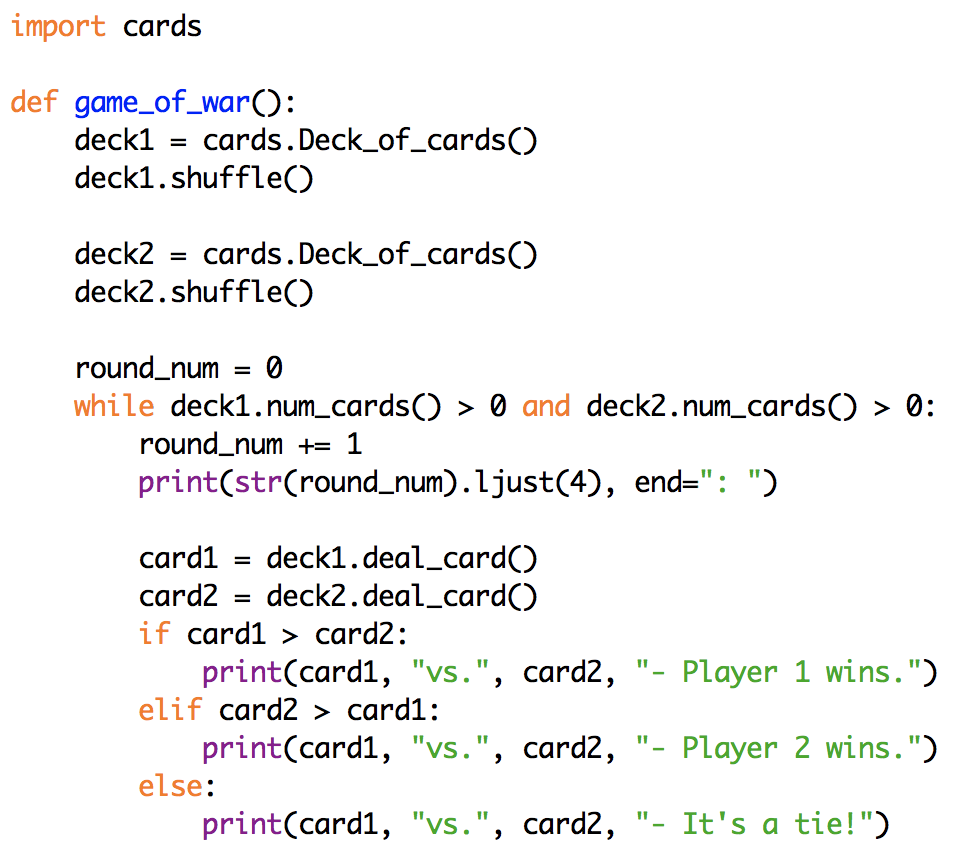 import cards
def game_of_war():
    deck1 = cards.Deck_of_cards()
    deck1.shuffle()
    deck2 = cards.Deck_of_cards()
    deck2.shuffle()
    round_num = 0
    while deck1.num_cards() > 0 and deck2.num_cards() > 0:
        round_num += 1
        print(str(round_num).ljust(4), end=": ")
        card1 = deck1.deal_card()
        card2 = deck2.deal_card()
        if card1 > card2:
            print(card1, "vs.", card2, "- Player 1 wins.")
        elif card2 > card1:
            print(card1, "vs.", card2, "- Player 2 wins.")
        else:
            print(card1, "vs.", card2, "- It's a tie!")